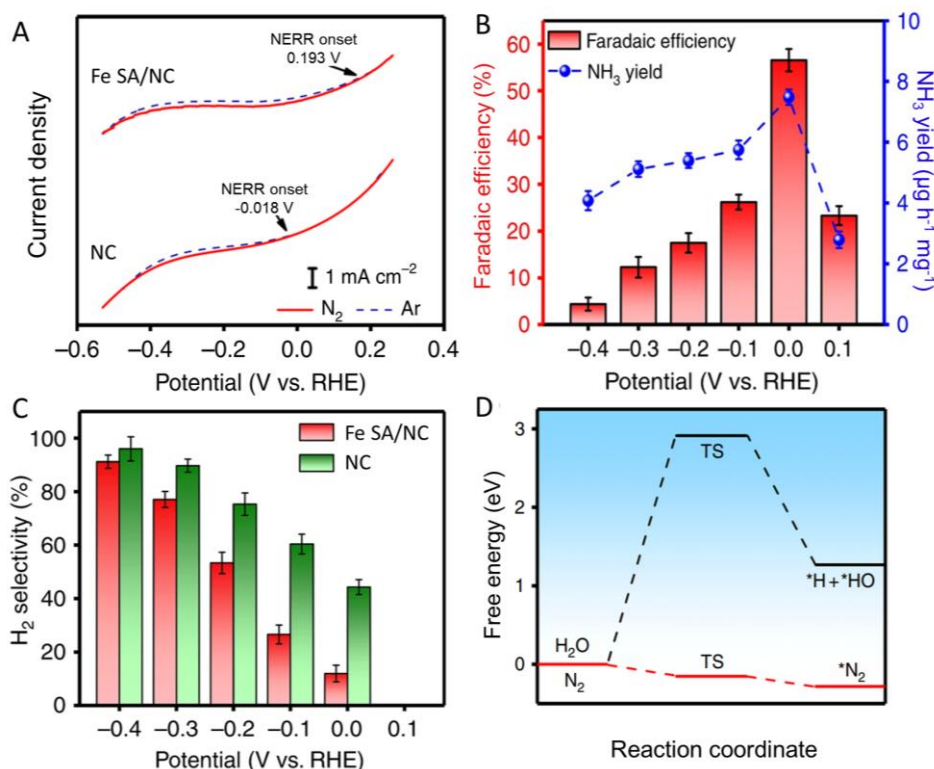 A
Fe SA/NC
NERR onset
0.193 V
NERR onset
-0.018 V
NC
1 mA cm⁻²
N₂
Ar
Current density
−0.6
−0.4
−0.2
0.0
0.2
0.4
Potential (V vs. RHE)
B
Faradaic efficiency
NH₃ yield
Faradaic efficiency (%)
60
50
40
30
20
10
0
NH₃ yield (µg h⁻¹ mg⁻¹)
10
8
6
4
2
0
−0.4
−0.3
−0.2
−0.1
0.0
0.1
Potential (V vs. RHE)
C
Fe SA/NC
NC
H₂ selectivity (%)
100
80
60
40
20
0
−0.4
−0.3
−0.2
−0.1
0.0
0.1
Potential (V vs. RHE)
D
Free energy (eV)
3
2
1
0
TS
*H + *HO
H₂O
N₂
TS
*N₂
Reaction coordinate